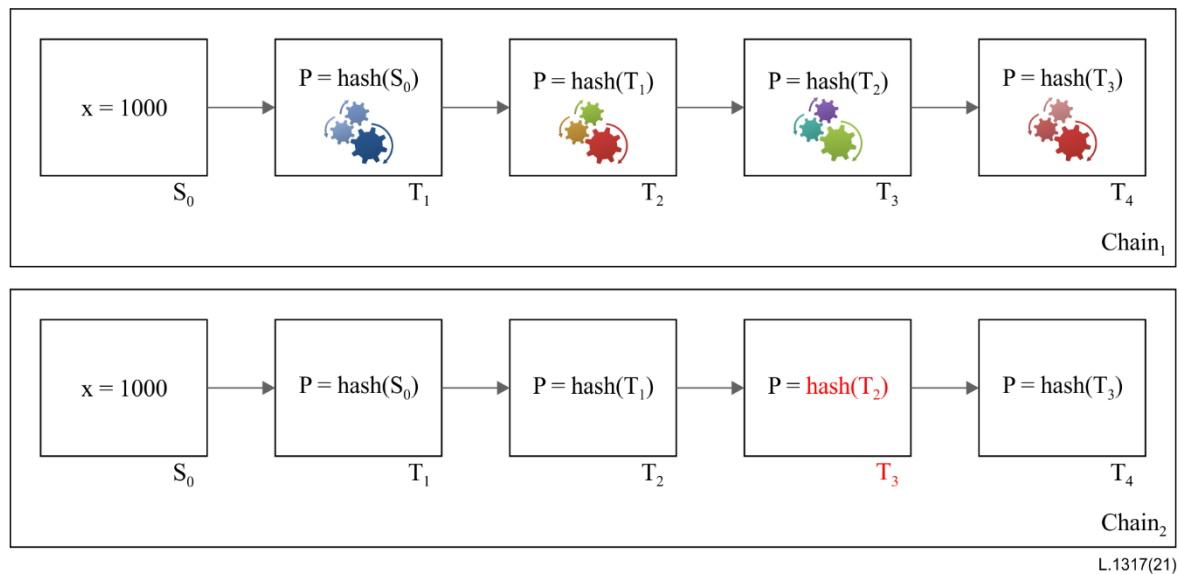 x = 1000
P = hash(S₀)
P = hash(T₁)
P = hash(T₂)
P = hash(T₃)
S₀
T₁
T₂
T₃
T₄
Chain₁
x = 1000
P = hash(S₀)
P = hash(T₁)
P = hash(T₂)
P = hash(T₃)
S₀
T₁
T₂
T₃
T₄
Chain₂
L.1317(21)